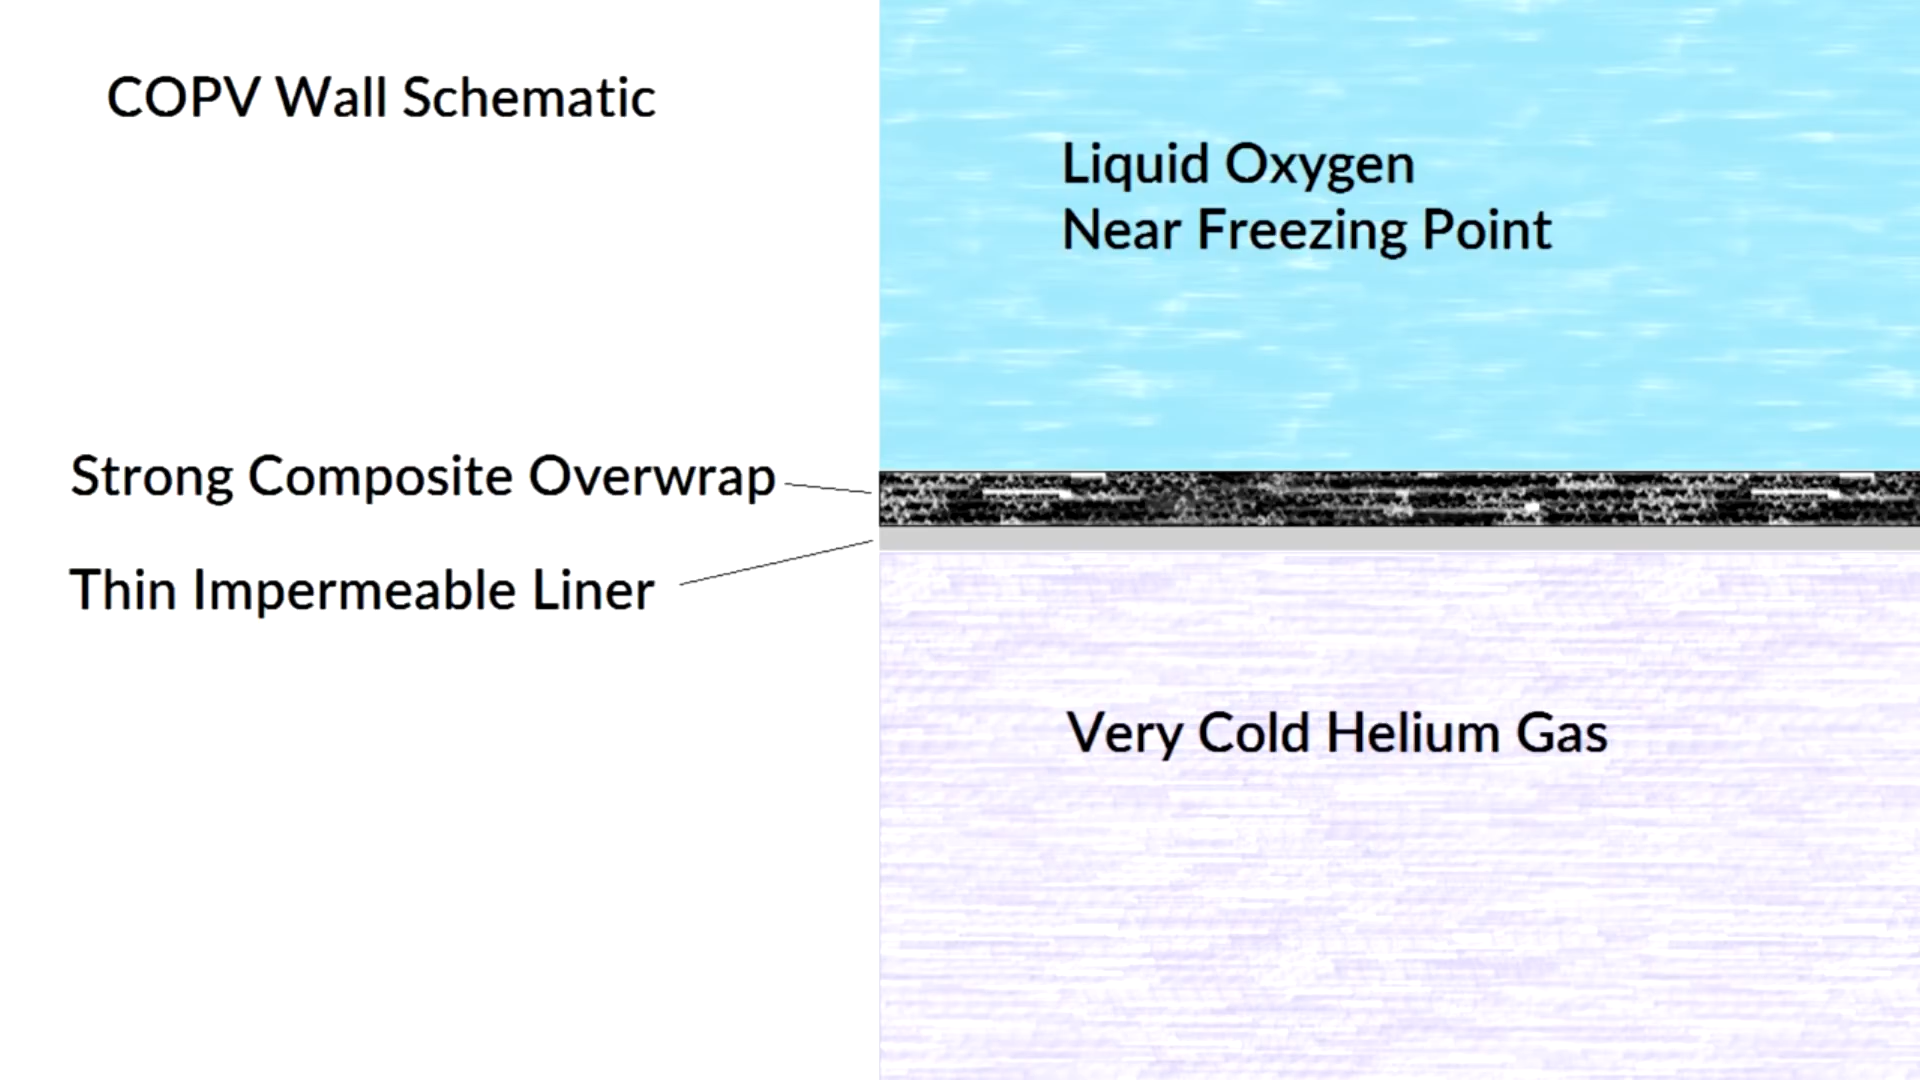 COPV Wall Schematic
Liquid Oxygen
Near Freezing Point
Strong Composite Overwrap
Thin Impermeable Liner
Very Cold Helium Gas